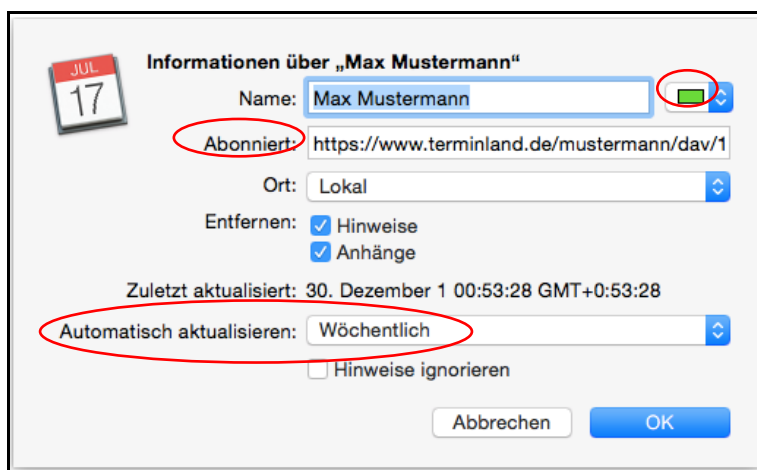 JUL
17
Informationen über „Max Mustermann“
Name: Max Mustermann
Abonniert: https://www.terminland.de/mustermann/dav/1
Ort: Lokal
Entfernen: Hinweise
Anhänge
Zuletzt aktualisiert: 30. Dezember 1 00:53:28 GMT+0:53:28
Automatisch aktualisieren: Wöchentlich
Hinweise ignorieren
Abbrechen OK